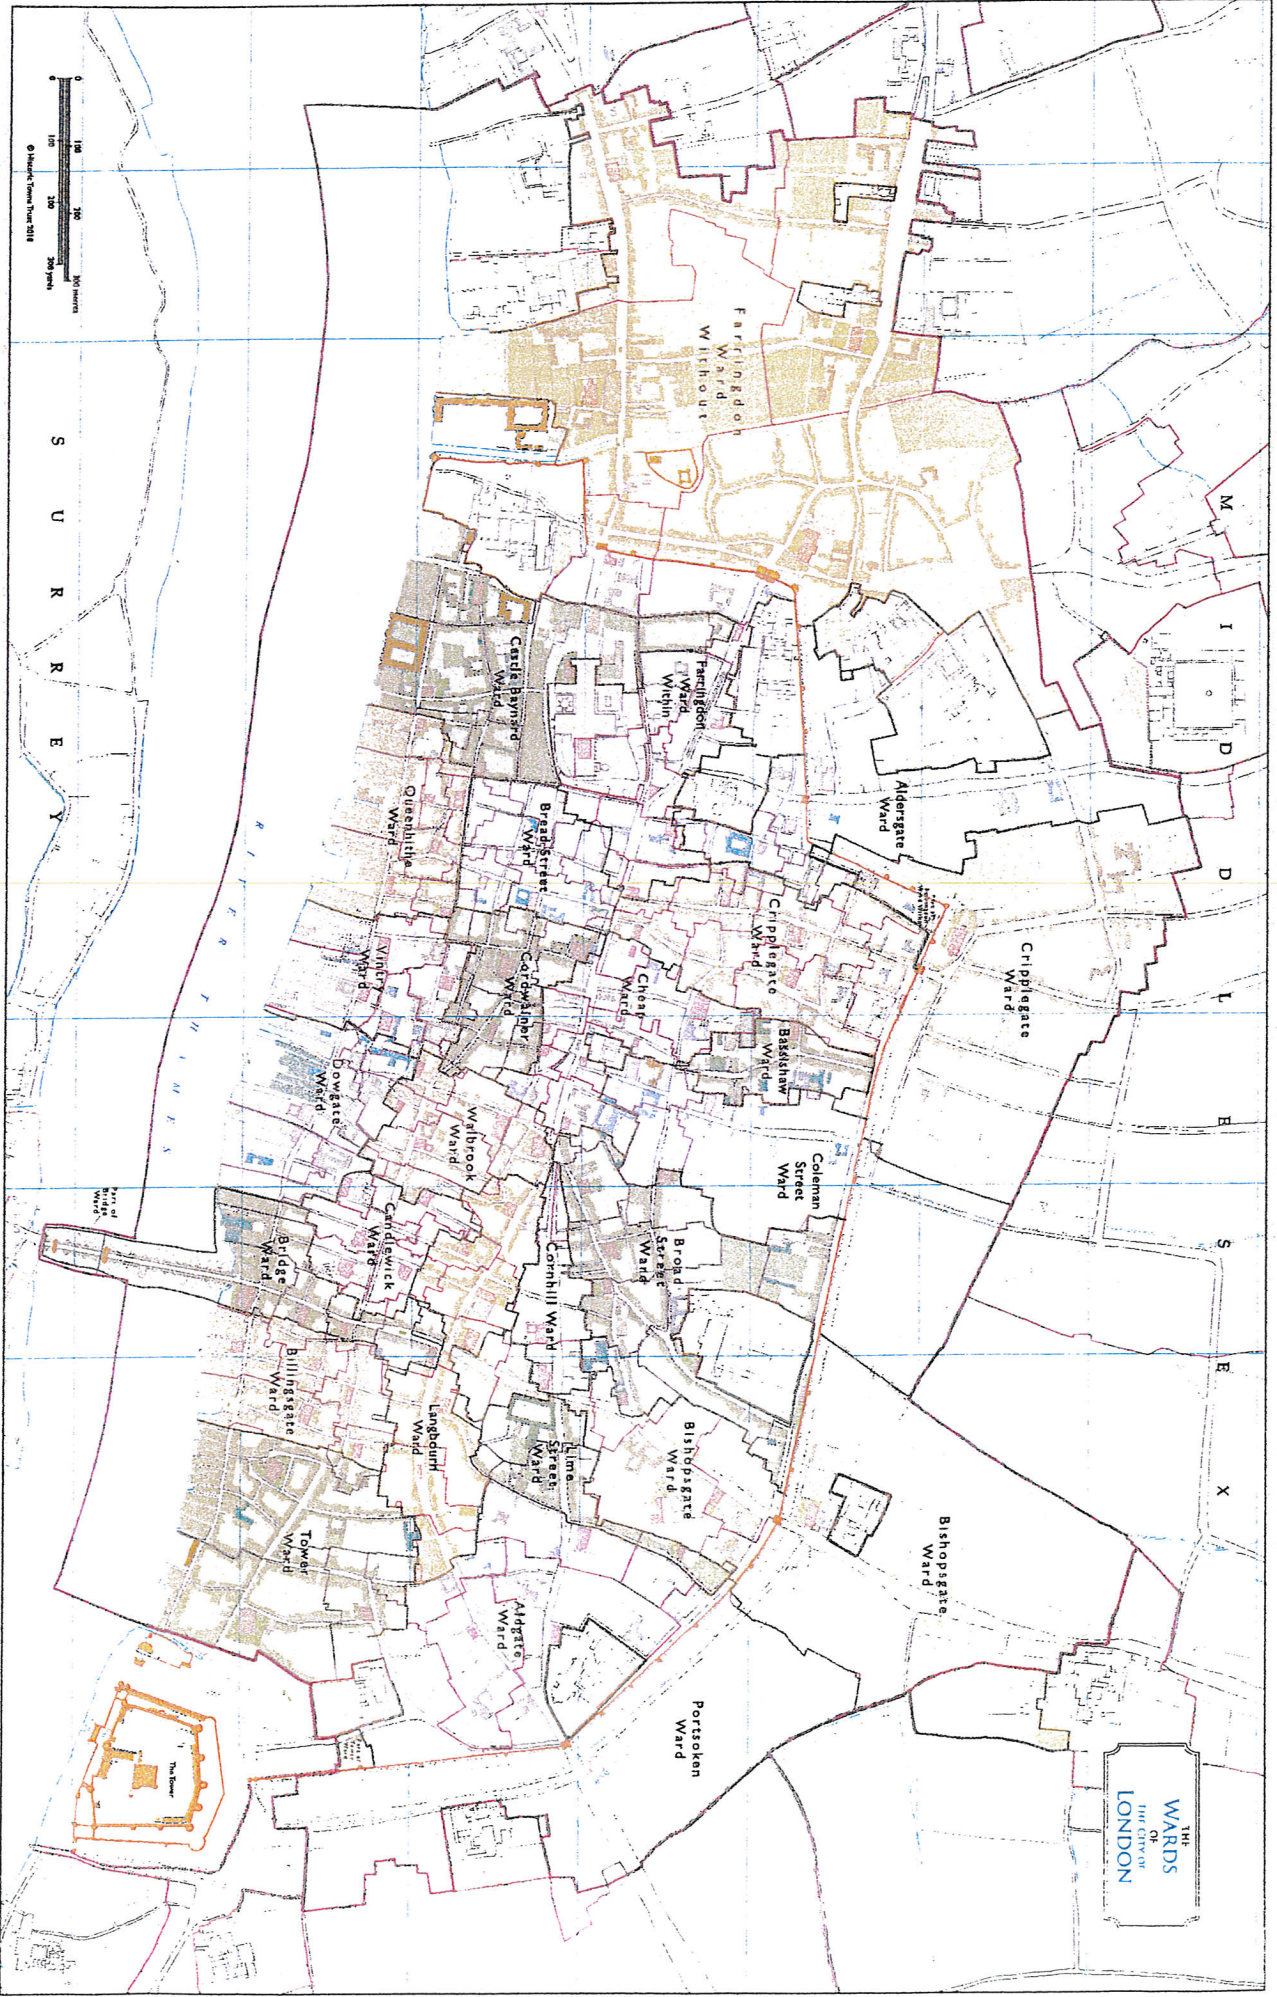 THE
WARDS
OF
THE CITY OF
LONDON
M I D D L E S E X
Farringdon
Ward
Without
Aldersgate
Ward
Cripplegate
Ward
Bishopsgate
Ward
Portsoken
Ward
Farringdon
Ward
Within
Cripplegate
Ward
Bassishaw
Ward
Coleman
Street
Ward
Broad
Street
Ward
Bishopsgate
Ward
Castle Baynard
Ward
Bread Street
Ward
Cheap
Ward
Cordwainer
Ward
Cornhill Ward
Lime
Street
Ward
Aldgate
Ward
Queenhithe
Ward
Vintry
Ward
Dowgate
Ward
Walbrook
Ward
Candlewick
Ward
Langbourn
Ward
Bridge
Ward
Billingsgate
Ward
Tower
Ward
The Tower
Part of
Bridge
Ward
RIVER THAMES
S U R R E Y
0 100 200 300 metres
0 100 200 300 yards
© Historic Towns Trust 2018